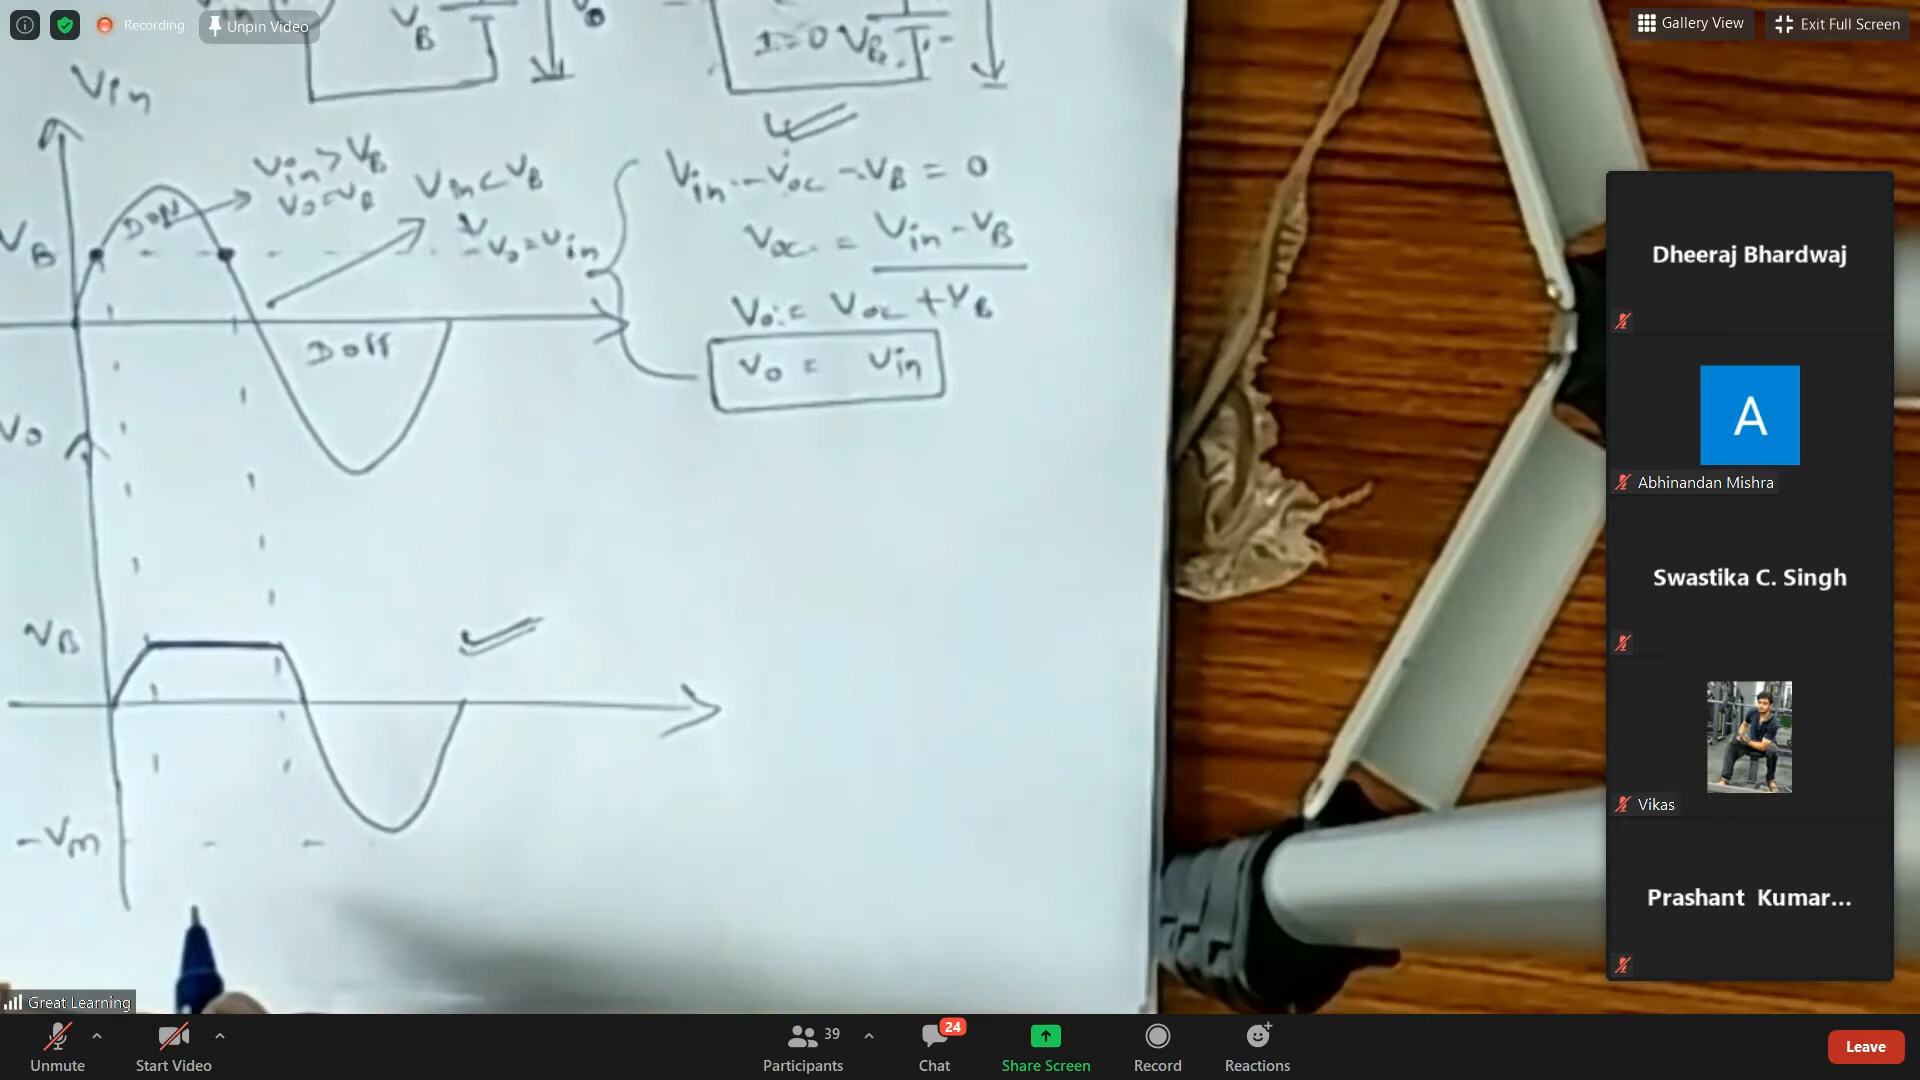 Recording
Unpin Video
Gallery View
Exit Full Screen
VB
I=0 VB
Vin
Vin > VB
Vo = VB
D ON
Vin < VB
Vo = Vin
VB
D off
Vin - Voc - VB = 0
Voc = Vin - VB
Vo = Voc + VB
Vo = Vin
Vo
VB
-Vm
Dheeraj Bhardwaj
A
Abhinandan Mishra
Swastika C. Singh
Vikas
Prashant Kumar...
Great Learning
Unmute
Start Video
39
Participants
24
Chat
Share Screen
Record
Reactions
Leave